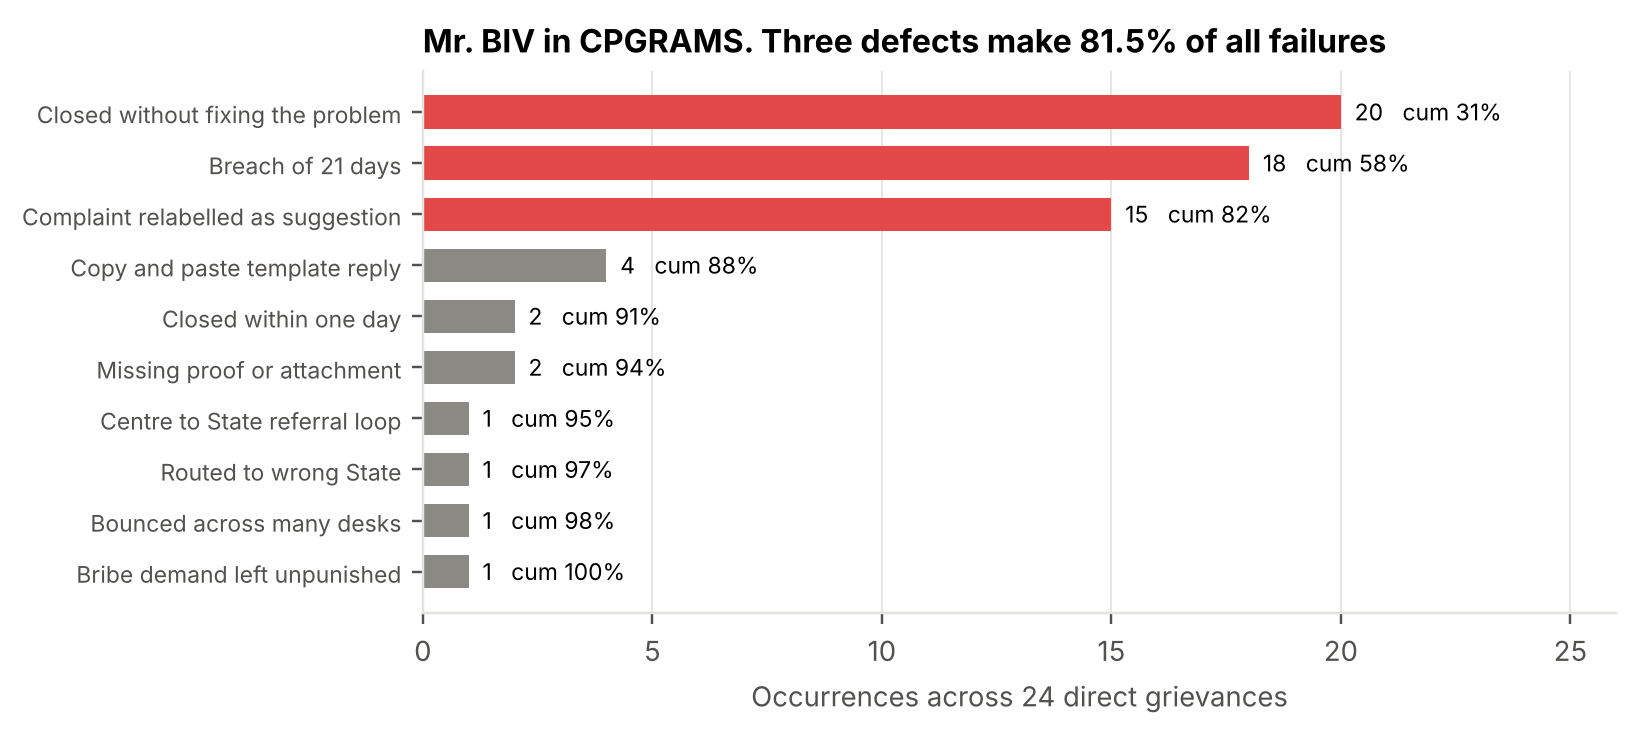 Mr. BIV in CPGRAMS. Three defects make 81.5% of all failures
Closed without fixing the problem 20 cum 31%
Breach of 21 days 18 cum 58%
Complaint relabelled as suggestion 15 cum 82%
Copy and paste template reply 4 cum 88%
Closed within one day 2 cum 91%
Missing proof or attachment 2 cum 94%
Centre to State referral loop 1 cum 95%
Routed to wrong State 1 cum 97%
Bounced across many desks 1 cum 98%
Bribe demand left unpunished 1 cum 100%
0 5 10 15 20 25
Occurrences across 24 direct grievances